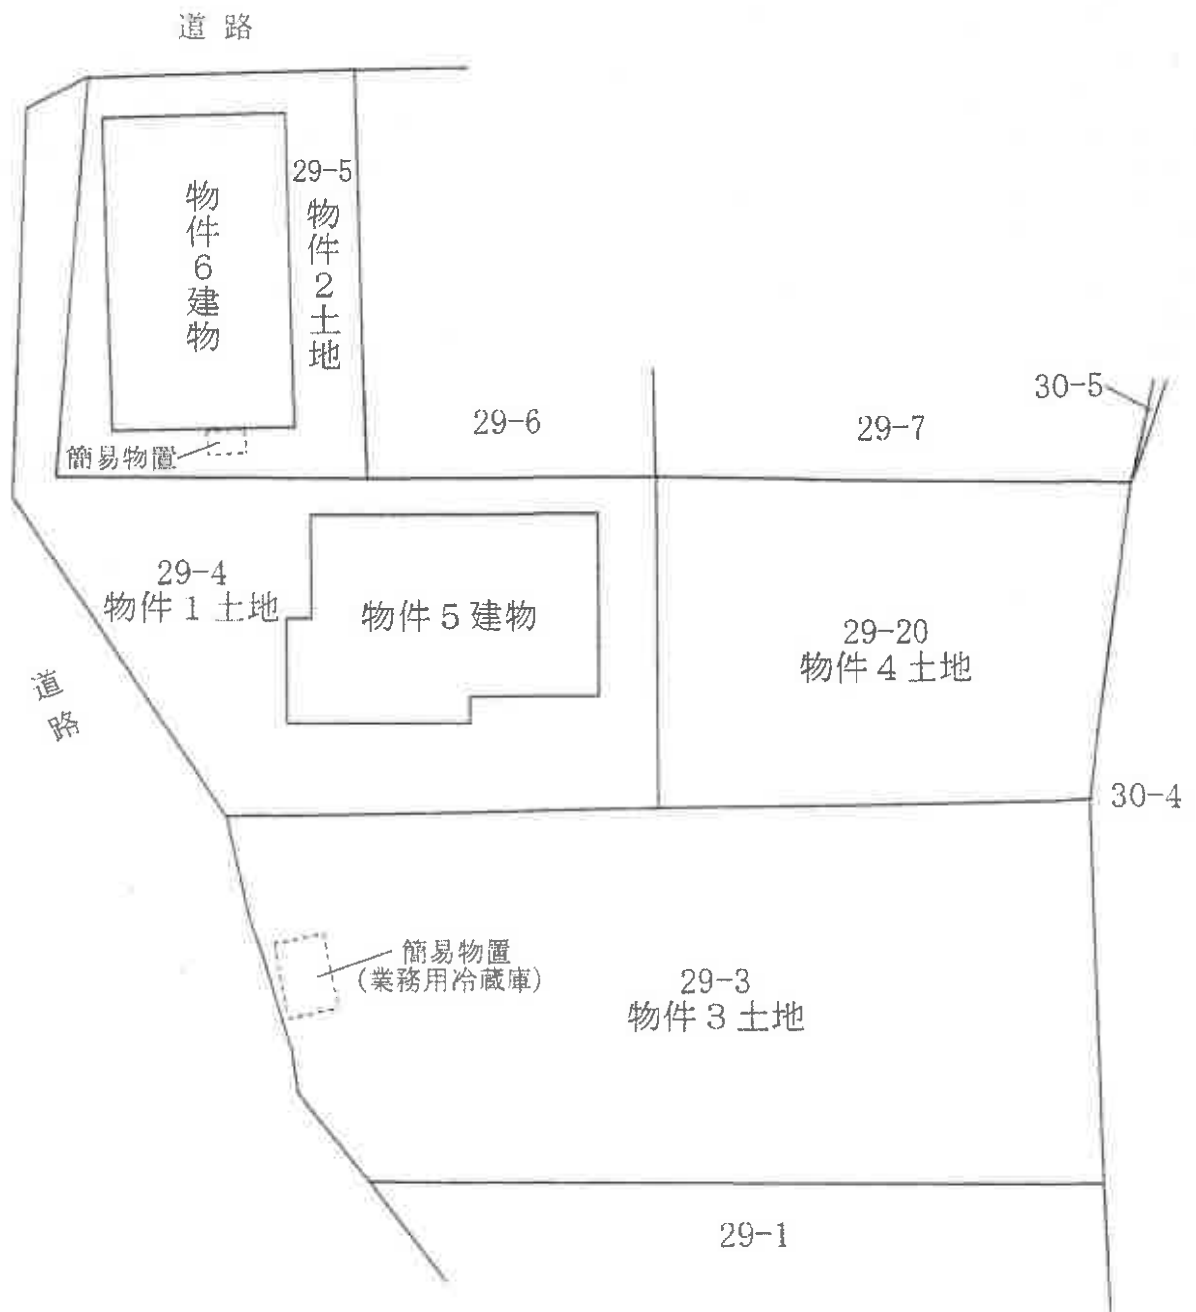 道路
29-5
物件2土地
物件6建物
簡易物置
29-6
29-7
30-5
29-4
物件1土地
物件5建物
29-20
物件4土地
道路
30-4
簡易物置
(業務用冷蔵庫)
29-3
物件3土地
29-1